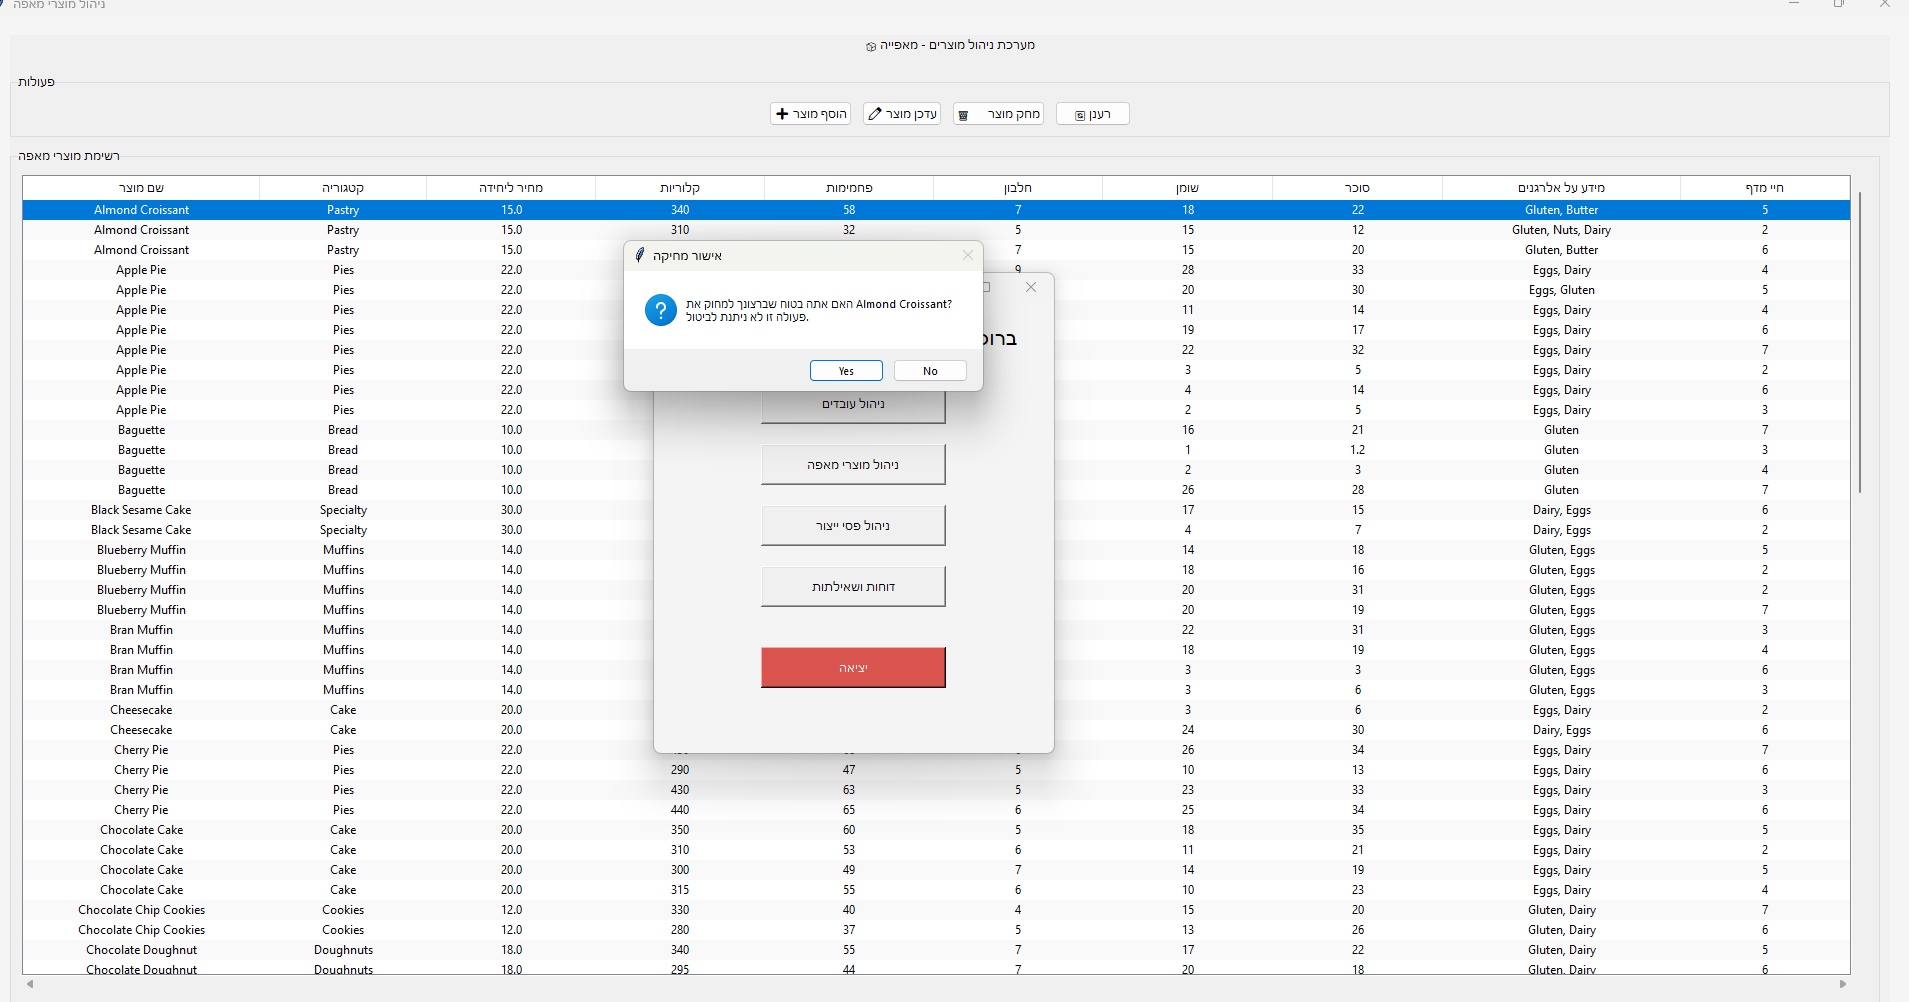 ניהול מוצרי מאפה
מערכת ניהול מוצרים - מאפייה
פעולות
הוסף מוצר עדכן מוצר מחק מוצר רענן
רשימת מוצרי מאפה
שם מוצר קטגוריה מחיר ליחידה קלוריות פחמימות חלבון שומן סוכר מידע על אלרגנים חיי מדף
Almond Croissant Pastry 15.0 340 58 7 18 22 Gluten, Butter 5
Almond Croissant Pastry 15.0 310 32 5 15 12 Gluten, Nuts, Dairy 2
Almond Croissant Pastry 15.0 7 15 20 Gluten, Butter 6
Apple Pie Pies 22.0 9 28 33 Eggs, Dairy 4
Apple Pie Pies 22.0 20 30 Eggs, Gluten 5
Apple Pie Pies 22.0 11 14 Eggs, Dairy 4
Apple Pie Pies 22.0 19 17 Eggs, Dairy 6
Apple Pie Pies 22.0 22 32 Eggs, Dairy 7
Apple Pie Pies 22.0 3 5 Eggs, Dairy 2
Apple Pie Pies 22.0 4 14 Eggs, Dairy 6
Apple Pie Pies 22.0 2 5 Eggs, Dairy 3
Baguette Bread 10.0 16 21 Gluten 7
Baguette Bread 10.0 1 1.2 Gluten 3
Baguette Bread 10.0 2 3 Gluten 4
Baguette Bread 10.0 26 28 Gluten 7
Black Sesame Cake Specialty 30.0 17 15 Dairy, Eggs 6
Black Sesame Cake Specialty 30.0 4 7 Dairy, Eggs 2
Blueberry Muffin Muffins 14.0 14 18 Gluten, Eggs 5
Blueberry Muffin Muffins 14.0 18 16 Gluten, Eggs 2
Blueberry Muffin Muffins 14.0 20 31 Gluten, Eggs 2
Blueberry Muffin Muffins 14.0 20 19 Gluten, Eggs 7
Bran Muffin Muffins 14.0 22 31 Gluten, Eggs 3
Bran Muffin Muffins 14.0 18 19 Gluten, Eggs 4
Bran Muffin Muffins 14.0 3 3 Gluten, Eggs 6
Bran Muffin Muffins 14.0 3 6 Gluten, Eggs 3
Cheesecake Cake 20.0 3 6 Eggs, Dairy 2
Cheesecake Cake 20.0 24 30 Dairy, Eggs 6
Cherry Pie Pies 22.0 26 34 Eggs, Dairy 7
Cherry Pie Pies 22.0 290 47 5 10 13 Eggs, Dairy 6
Cherry Pie Pies 22.0 430 63 5 23 33 Eggs, Dairy 3
Cherry Pie Pies 22.0 440 65 6 25 34 Eggs, Dairy 6
Chocolate Cake Cake 20.0 350 60 5 18 35 Eggs, Dairy 5
Chocolate Cake Cake 20.0 310 53 6 11 21 Eggs, Dairy 2
Chocolate Cake Cake 20.0 300 49 7 14 19 Eggs, Dairy 5
Chocolate Cake Cake 20.0 315 55 6 10 23 Eggs, Dairy 4
Chocolate Chip Cookies Cookies 12.0 330 40 4 15 20 Gluten, Dairy 7
Chocolate Chip Cookies Cookies 12.0 280 37 5 13 26 Gluten, Dairy 6
Chocolate Doughnut Doughnuts 18.0 340 55 7 17 22 Gluten, Dairy 5
Chocolate Doughnut Doughnuts 18.0 295 44 7 20 18 Gluten, Dairy 6
אישור מחיקה
האם אתה בטוח שברצונך למחוק את Almond Croissant?
פעולה זו לא ניתנת לביטול.
Yes No
ניהול עובדים
ניהול מוצרי מאפה
ניהול פסי ייצור
דוחות ושאילתות
יציאה